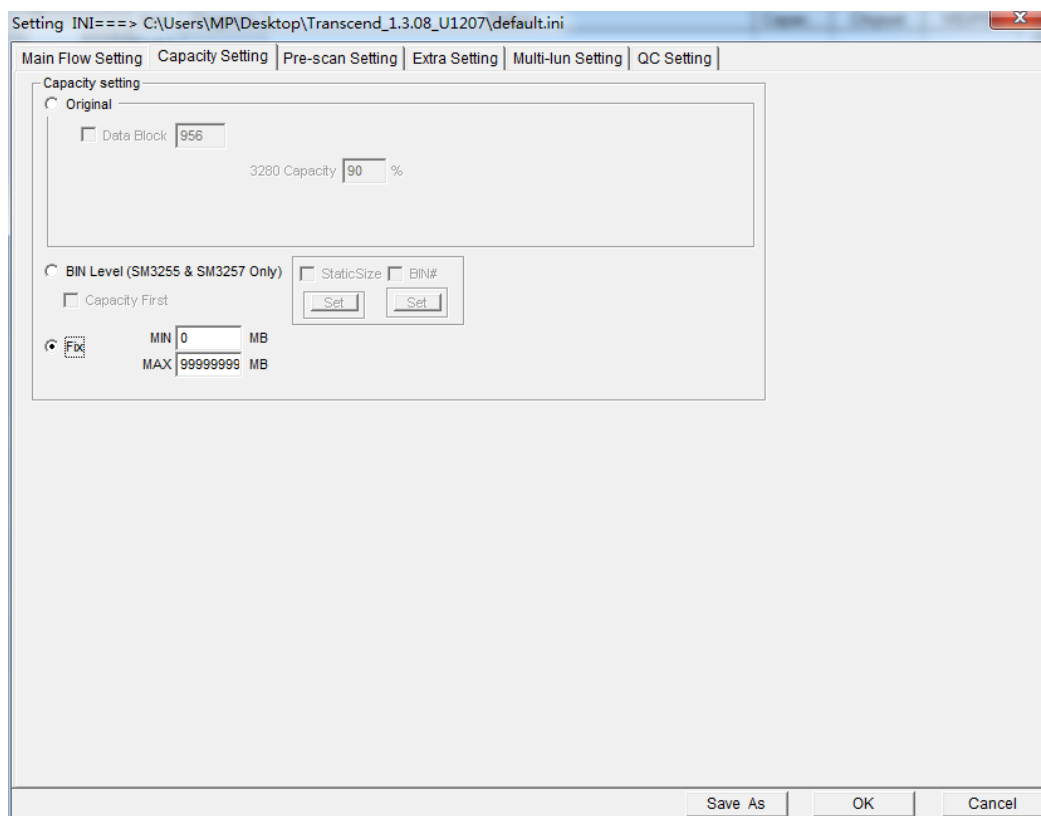 Setting INI===> C:\Users\MP\Desktop\Transcend_1.3.08_U1207\default.ini
Main Flow Setting Capacity Setting Pre-scan Setting Extra Setting Multi-lun Setting QC Setting
Capacity setting
Original
Data Block 956
3280 Capacity 90 %
BIN Level (SM3255 & SM3257 Only) StaticSize BIN#
Capacity First Set Set
Fix MIN 0 MB
MAX 99999999 MB
Save As OK Cancel